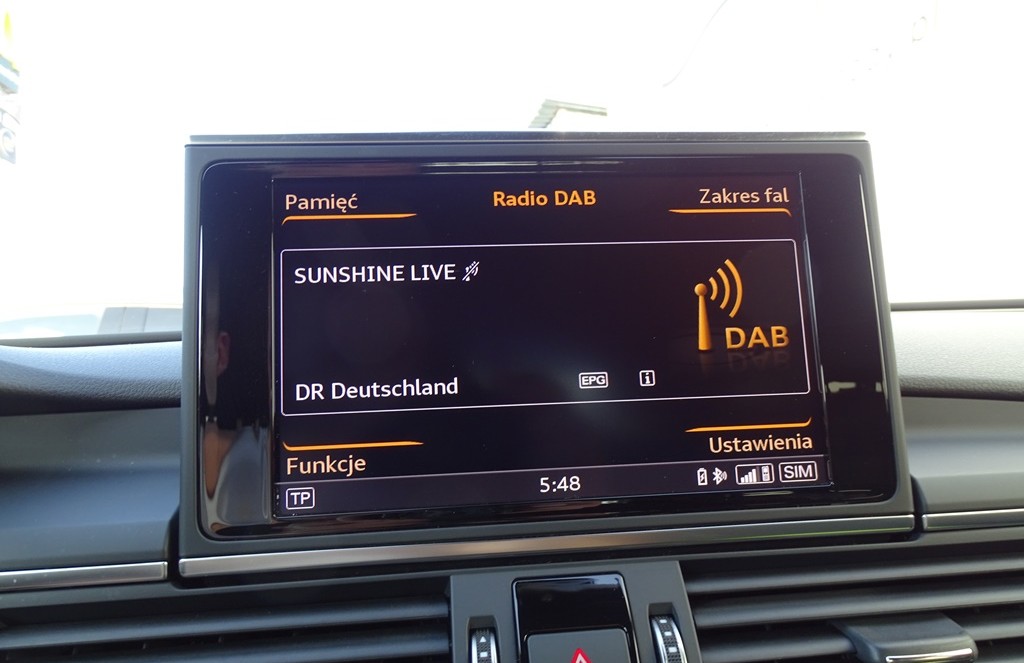 Pamięć
Radio DAB
Zakres fal
SUNSHINE LIVE
DAB
DR Deutschland
EPG
i
Funkcje
Ustawienia
TP
5:48
SIM